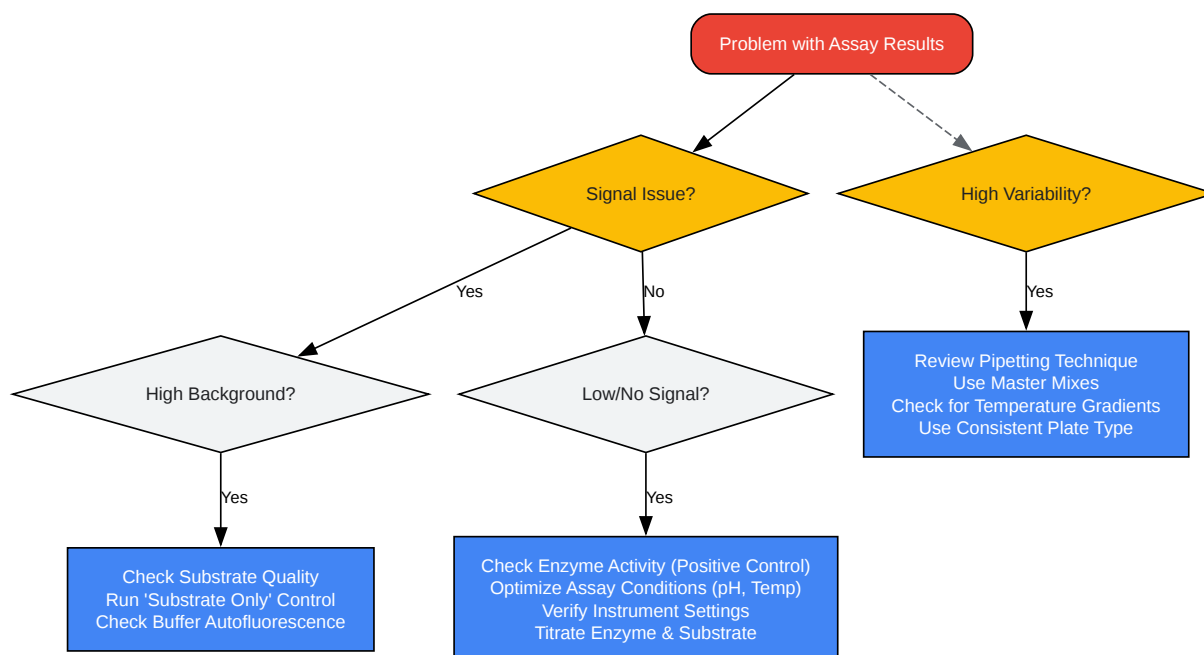 Problem with Assay Results
Signal Issue?
High Variability?
Yes
No
Yes
High Background?
Low/No Signal?
Review Pipetting Technique
Use Master Mixes
Check for Temperature Gradients
Use Consistent Plate Type
Yes
Yes
Check Substrate Quality
Run 'Substrate Only' Control
Check Buffer Autofluorescence
Check Enzyme Activity (Positive Control)
Optimize Assay Conditions (pH, Temp)
Verify Instrument Settings
Titrate Enzyme & Substrate